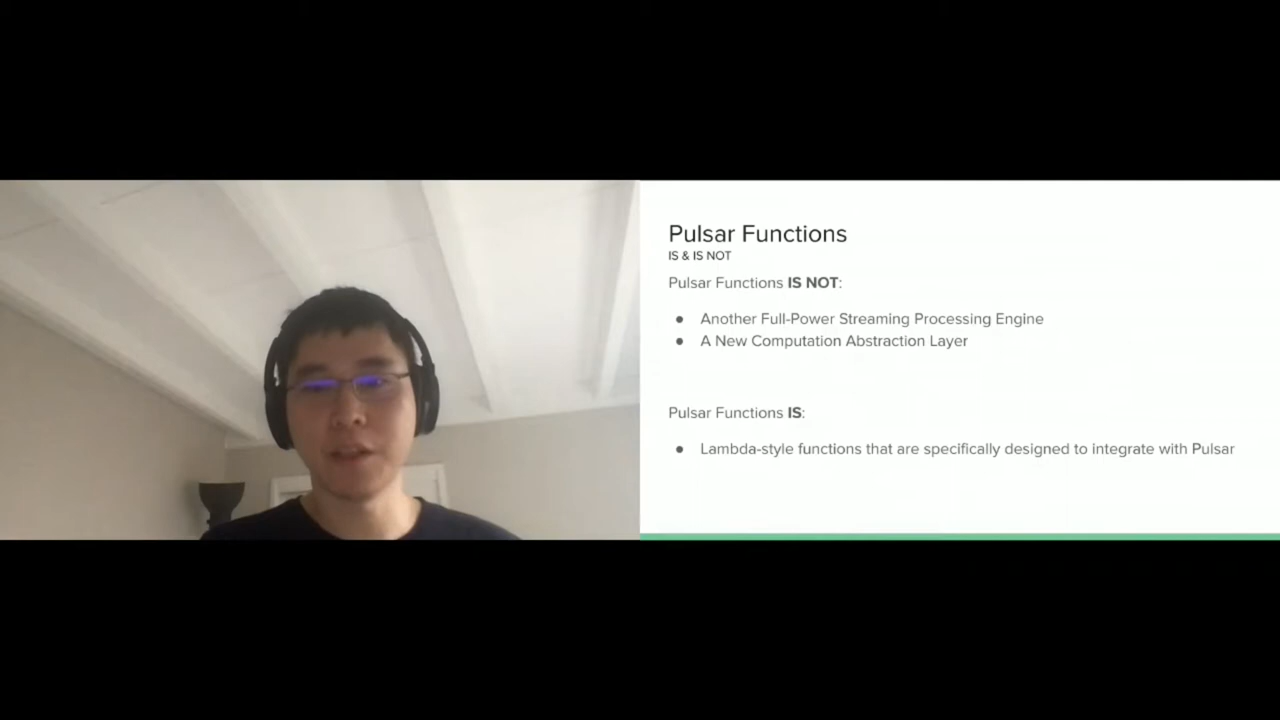 Pulsar Functions
IS & IS NOT
Pulsar Functions IS NOT:
● Another Full-Power Streaming Processing Engine
● A New Computation Abstraction Layer
Pulsar Functions IS:
● Lambda-style functions that are specifically designed to integrate with Pulsar